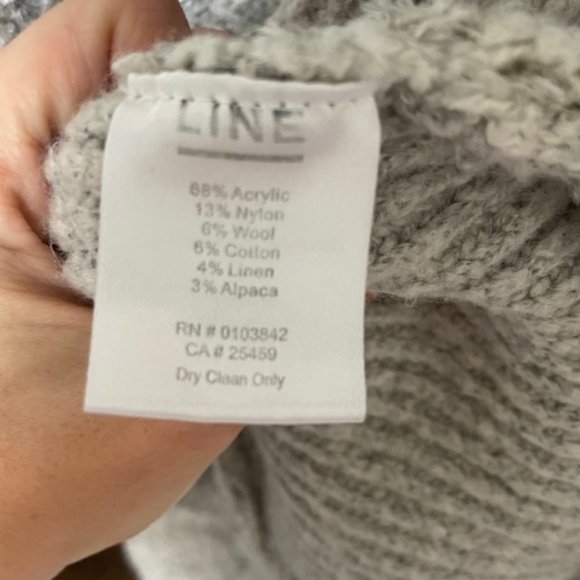 LINE
68% Acrylic
13% Nylon
6% Wool
6% Cotton
4% Linen
3% Alpaca
RN # 0103842
CA # 25459
Dry Clean Only